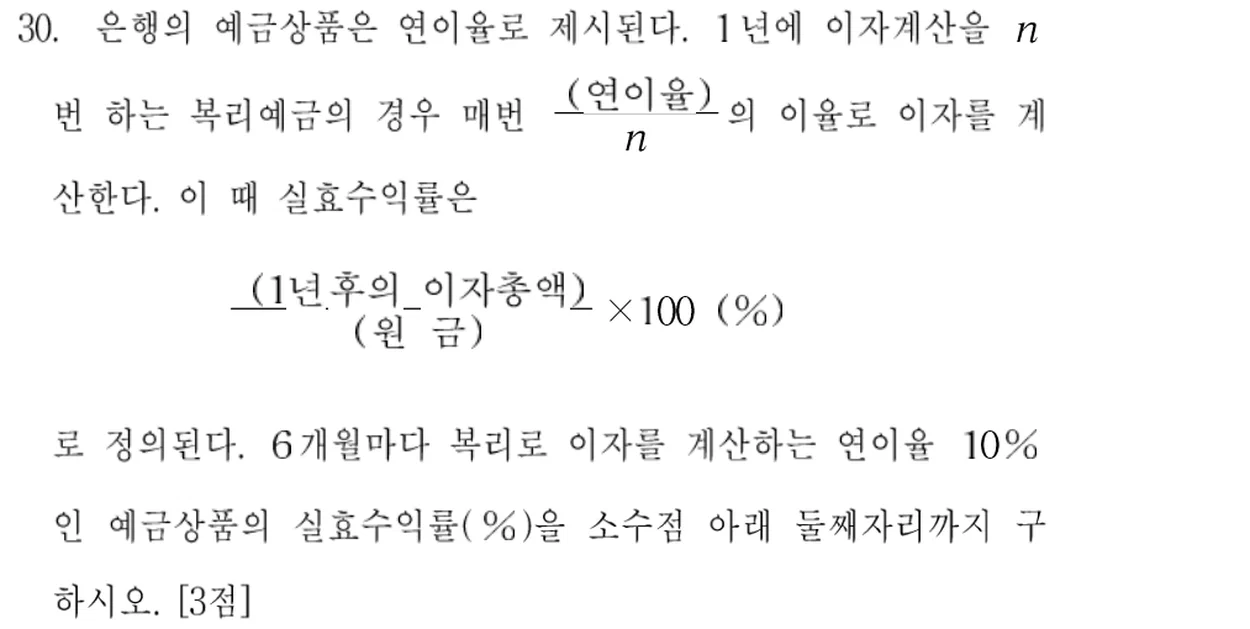 30. 은행의 예금상품은 연이율로 제시된다. 1년에 이자계산을 n
번 하는 복리예금의 경우 매번 (연이율)/n 의 이율로 이자를 계
산한다. 이 때 실효수익률은
(1년후의 이자총액)/(원 금) ×100 (%)
로 정의된다. 6개월마다 복리로 이자를 계산하는 연이율 10%
인 예금상품의 실효수익률(%)을 소수점 아래 둘째자리까지 구
하시오. [3점]